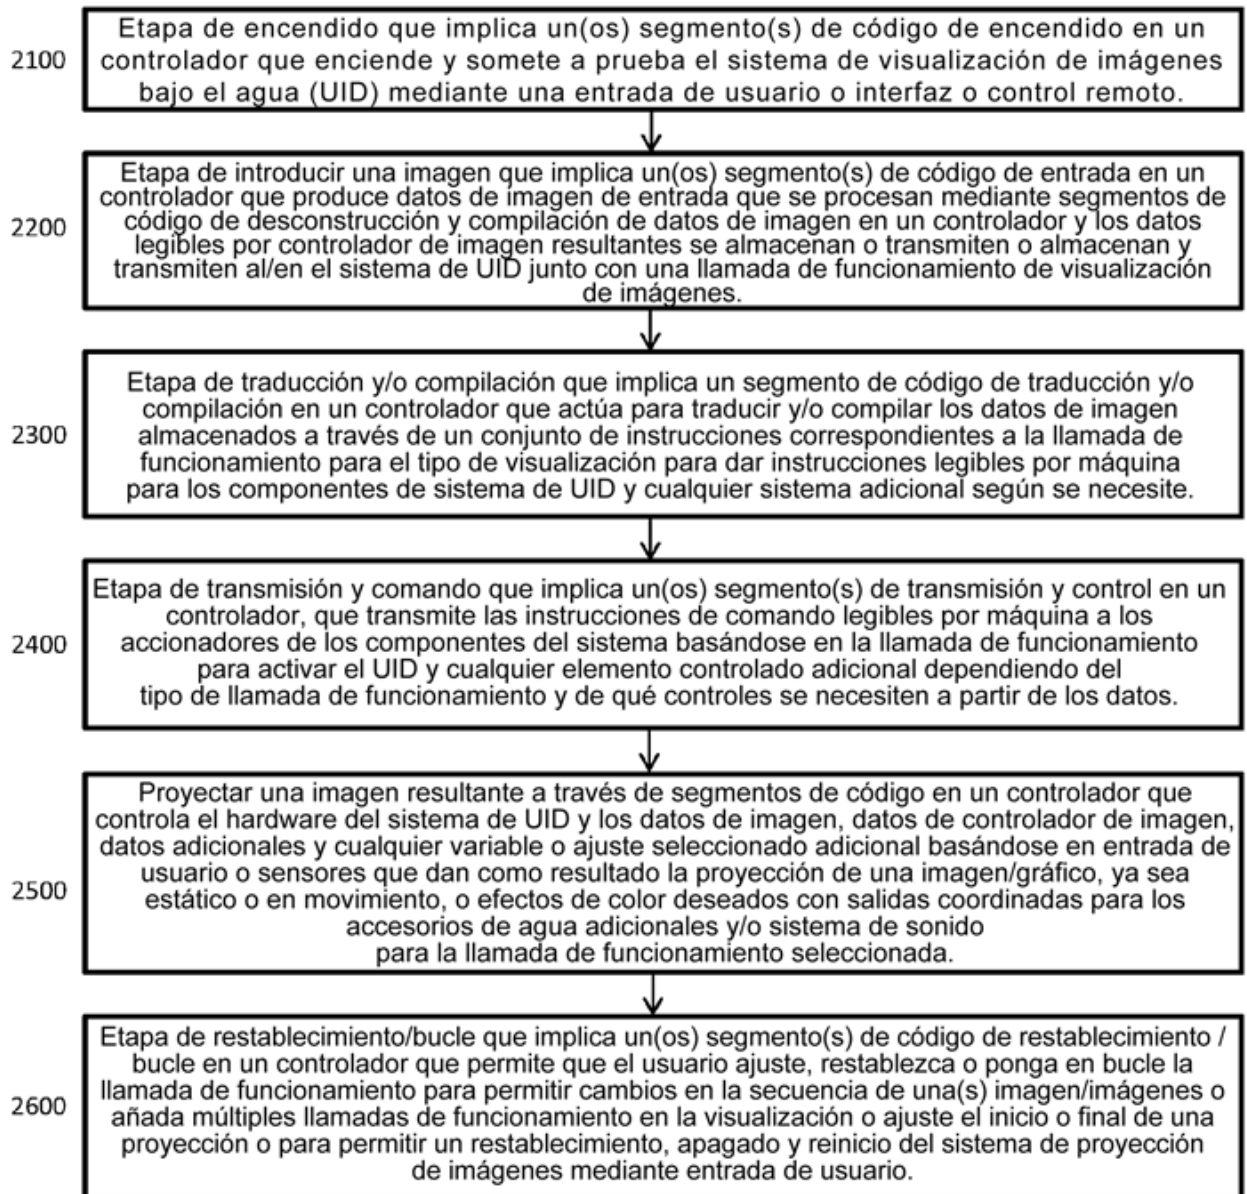 2100
Etapa de encendido que implica un(os) segmento(s) de código de encendido en un
controlador que enciende y somete a prueba el sistema de visualización de imágenes
bajo el agua (UID) mediante una entrada de usuario o interfaz o control remoto.
2200
Etapa de introducir una imagen que implica un(os) segmento(s) de código de entrada en un
controlador que produce datos de imagen de entrada que se procesan mediante segmentos de
código de desconstrucción y compilación de datos de imagen en un controlador y los datos
legibles por controlador de imagen resultantes se almacenan o transmiten o almacenan y
transmiten al/en el sistema de UID junto con una llamada de funcionamiento de visualización
de imágenes.
2300
Etapa de traducción y/o compilación que implica un segmento de código de traducción y/o
compilación en un controlador que actúa para traducir y/o compilar los datos de imagen
almacenados a través de un conjunto de instrucciones correspondientes a la llamada de
funcionamiento para el tipo de visualización para dar instrucciones legibles por máquina
para los componentes de sistema de UID y cualquier sistema adicional según se necesite.
2400
Etapa de transmisión y comando que implica un(os) segmento(s) de transmisión y control en un
controlador, que transmite las instrucciones de comando legibles por máquina a los
accionadores de los componentes del sistema basándose en la llamada de funcionamiento
para activar el UID y cualquier elemento controlado adicional dependiendo del
tipo de llamada de funcionamiento y de qué controles se necesiten a partir de los datos.
2500
Proyectar una imagen resultante a través de segmentos de código en un controlador que
controla el hardware del sistema de UID y los datos de imagen, datos de controlador de imagen,
datos adicionales y cualquier variable o ajuste seleccionado adicional basándose en entrada de
usuario o sensores que dan como resultado la proyección de una imagen/gráfico, ya sea
estático o en movimiento, o efectos de color deseados con salidas coordinadas para los
accesorios de agua adicionales y/o sistema de sonido
para la llamada de funcionamiento seleccionada.
2600
Etapa de restablecimiento/bucle que implica un(os) segmento(s) de código de restablecimiento /
bucle en un controlador que permite que el usuario ajuste, restablezca o ponga en bucle la
llamada de funcionamiento para permitir cambios en la secuencia de una(s) imagen/imágenes o
añada múltiples llamadas de funcionamiento en la visualización o ajuste el inicio o final de una
proyección o para permitir un restablecimiento, apagado y reinicio del sistema de proyección
de imágenes mediante entrada de usuario.